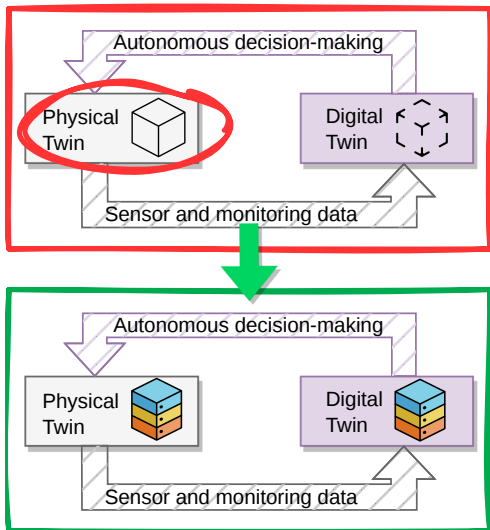 Autonomous decision-making
Physical
Twin
Digital
Twin
Sensor and monitoring data
Autonomous decision-making
Physical
Twin
Digital
Twin
Sensor and monitoring data